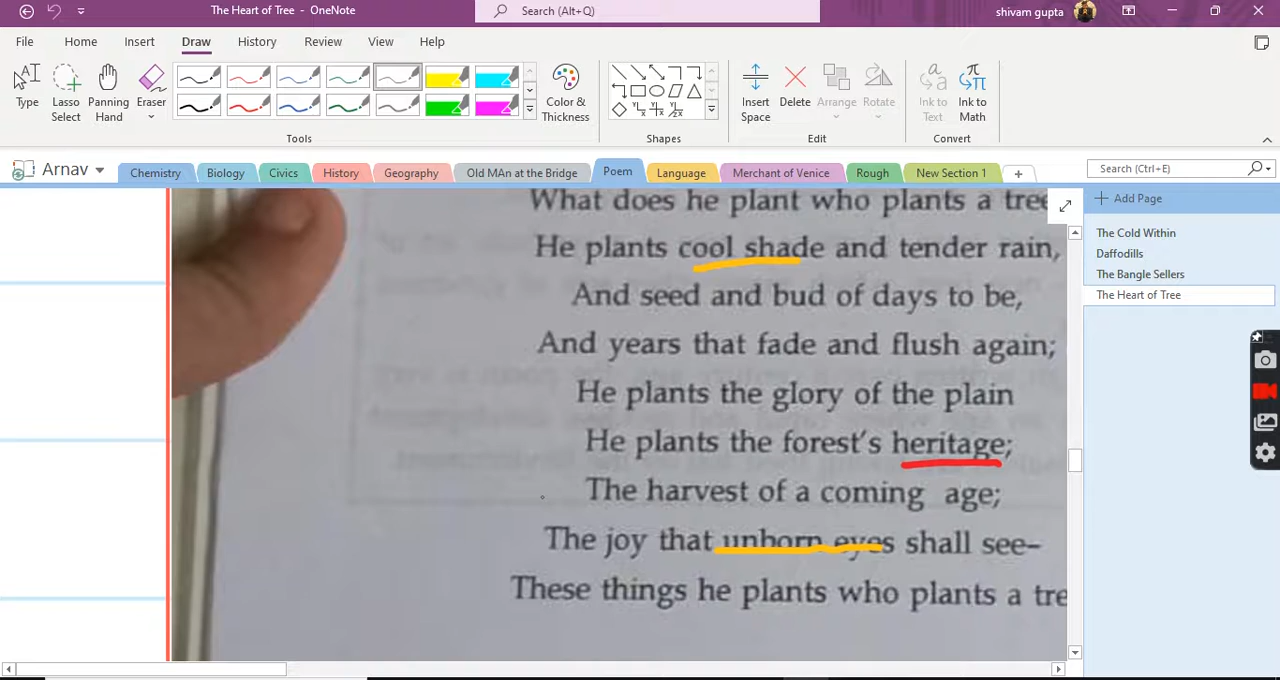 The Heart of Tree - OneNote
Search (Alt+Q)
shivam gupta
File Home Insert Draw View History Review View Help
Type
Lasso Select
Panning Hand
Eraser
Color & Thickness
Insert Space
Delete
Arrange
Rotate
Ink to Text
Ink to Math
Tools
Shapes
Edit
Convert
Arnav
Chemistry
Biology
Civics
History
Geography
Old MAn at the Bridge
Poem
Language
Merchant of Venice
Rough
New Section 1
Search (Ctrl+E)
Add Page
The Cold Within
Daffodills
The Bangle Sellers
The Heart of Tree
What does he plant who plants a tree
He plants cool shade and tender rain,
And seed and bud of days to be,
And years that fade and flush again;
He plants the glory of the plain
He plants the forest's heritage;
The harvest of a coming age;
The joy that unborn eyes shall see–
These things he plants who plants a tre